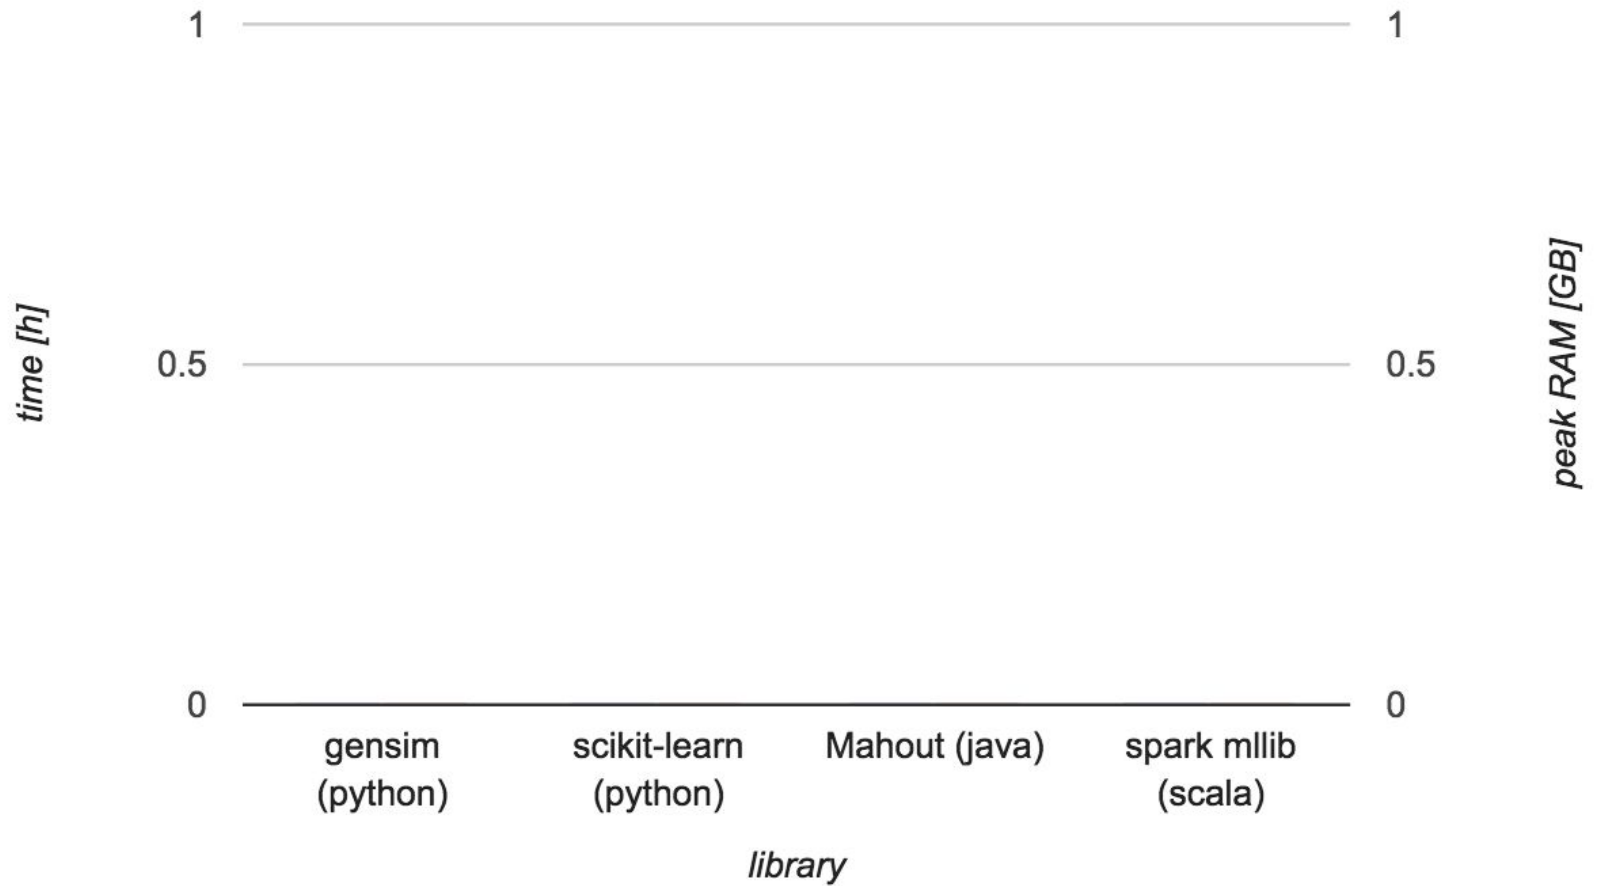 1
1
time [h]
0.5
0.5
peak RAM [GB]
0
0
gensim
(python)
scikit-learn
(python)
Mahout (java)
spark mllib
(scala)
library